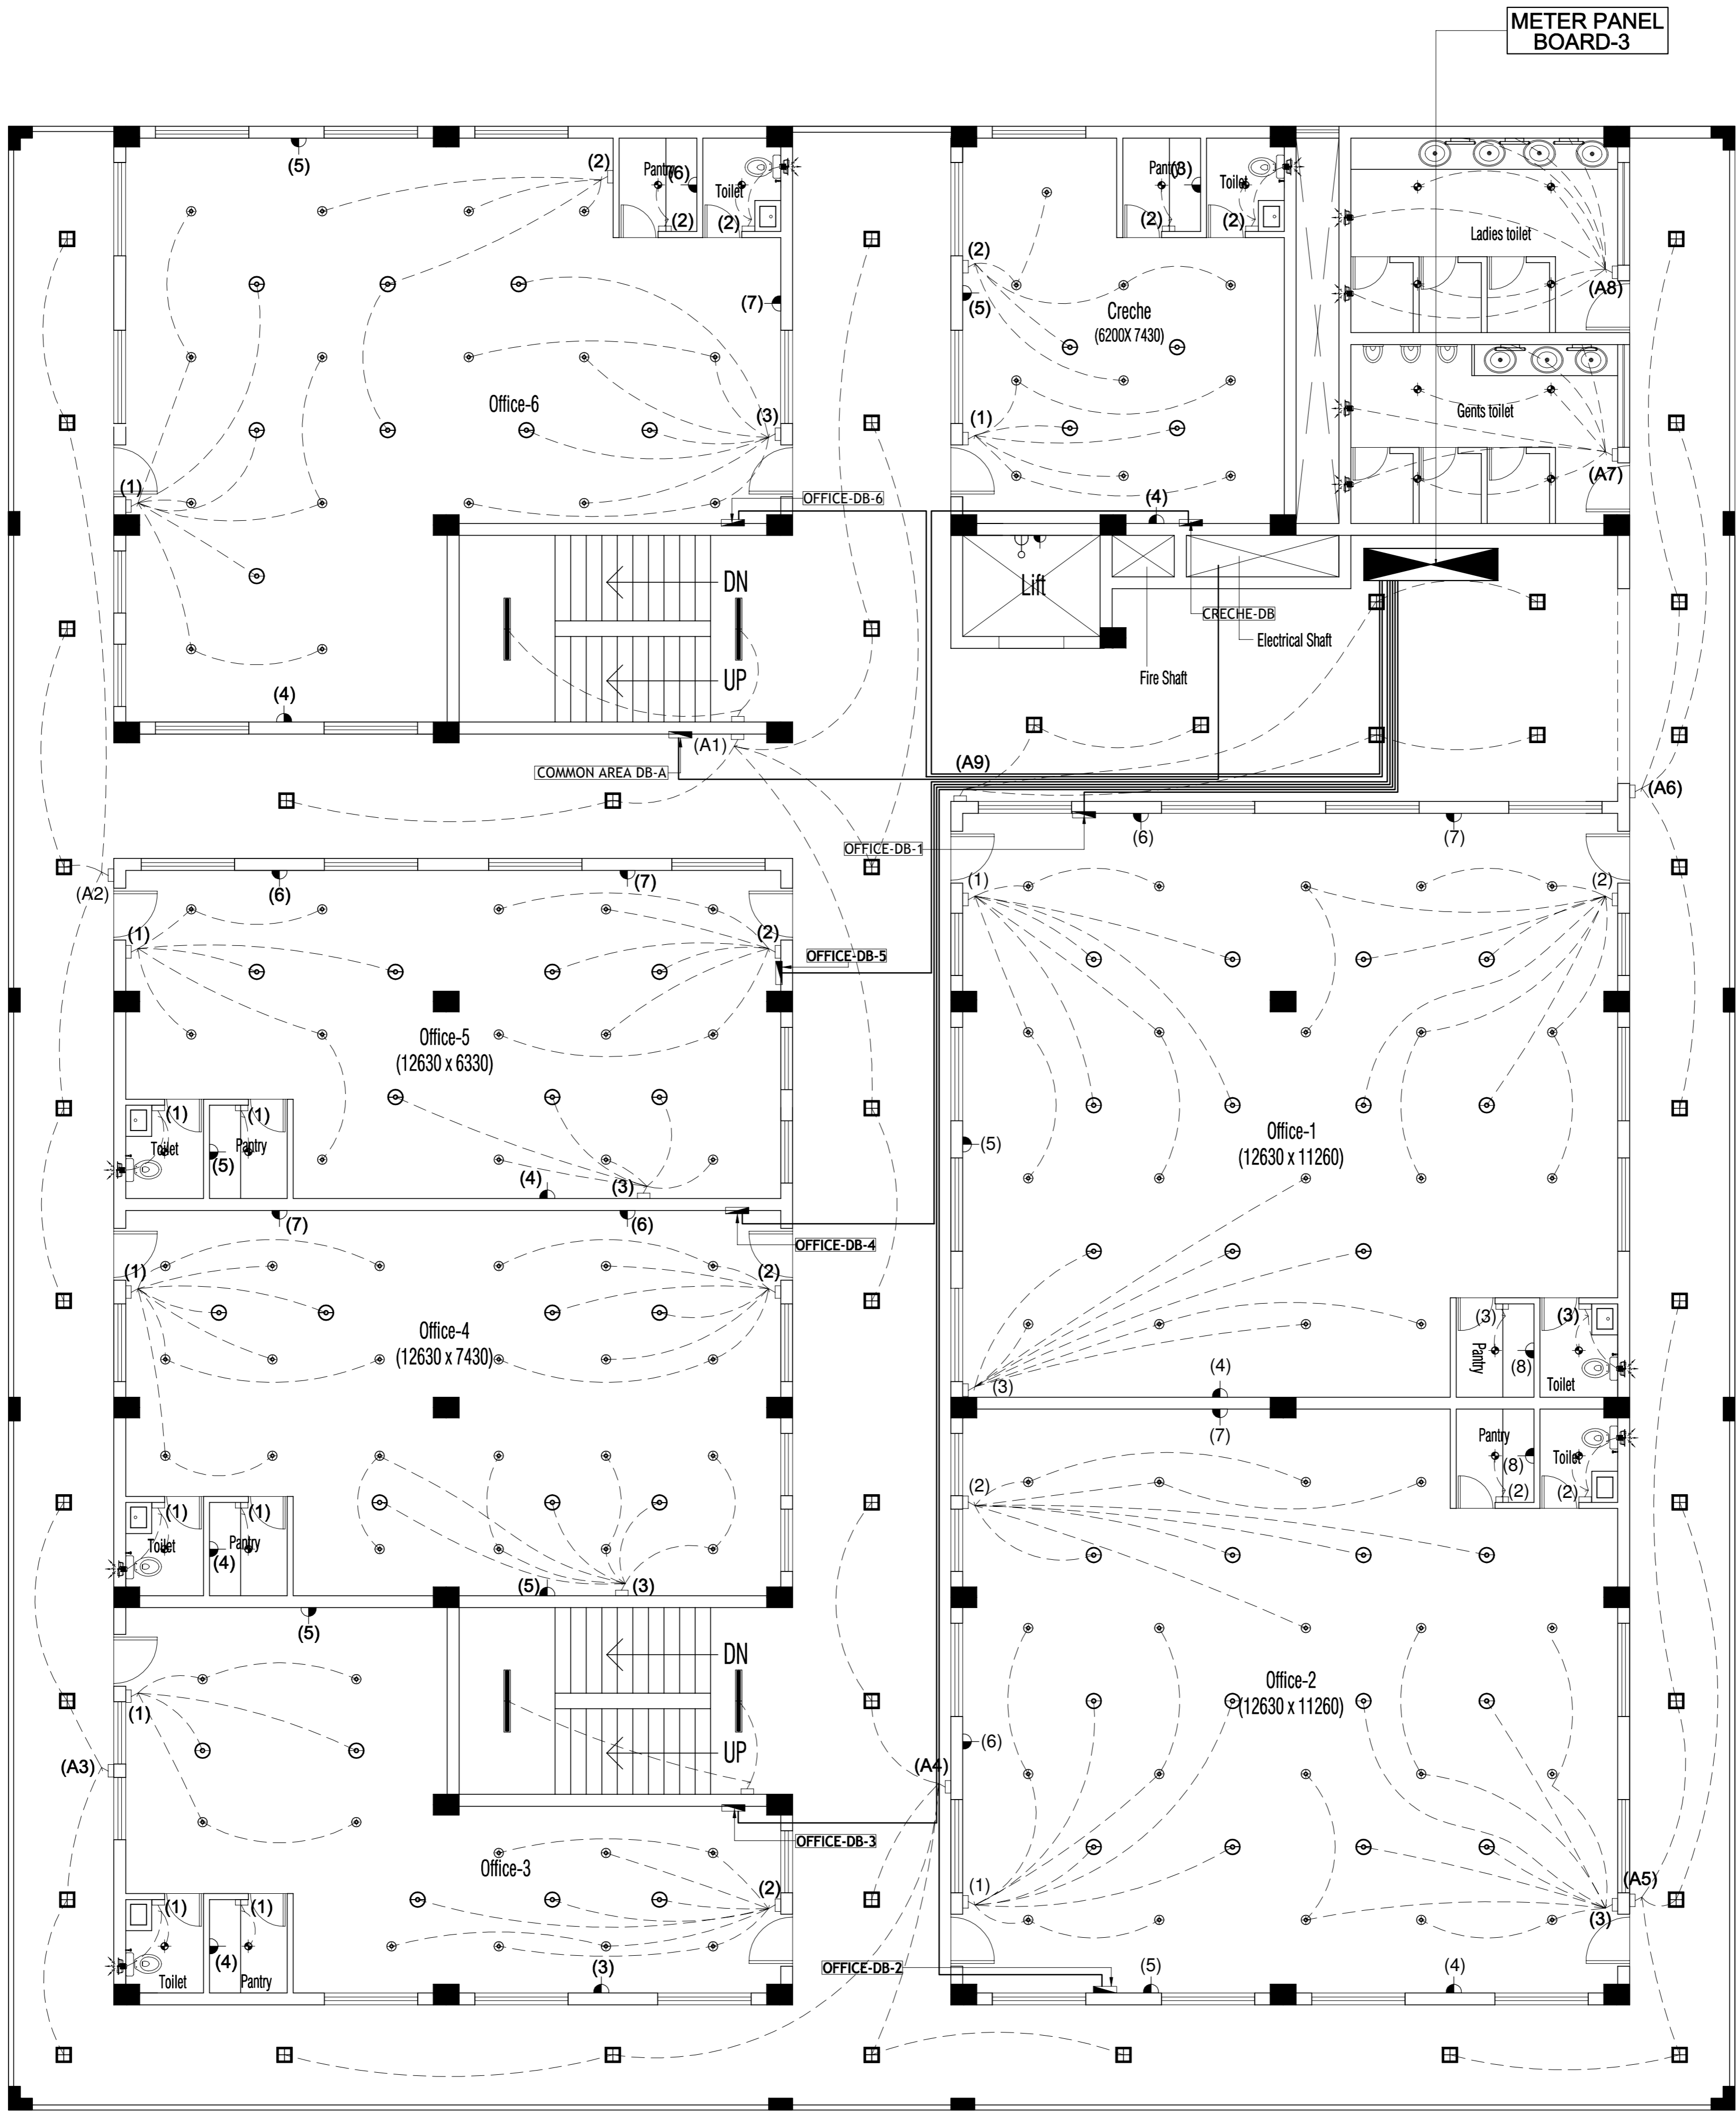 METER PANEL
BOARD-3
(5)
(2)
Pantry
(6)
Toilet
(2)
(2)
(7)
Office-6
(3)
(1)
OFFICE-DB-6
DN
UP
(4)
(A1)
COMMON AREA DB-A
Pantry
(3)
Toilet
(2)
(2)
(2)
(5)
Creche
(6200X 7430)
(1)
(4)
Ladies toilet
(A8)
Gents toilet
(A7)
Lift
CRECHE-DB
Electrical Shaft
Fire Shaft
(A9)
(A6)
OFFICE-DB-1
(6)
(7)
(A2)
(6)
(7)
(1)
(2)
OFFICE-DB-5
Office-5
(12630 x 6330)
(1)
(1)
Toilet
Pantry
(5)
(4)
(3)
(1)
(2)
Office-1
(12630 x 11260)
(5)
(3)
(3)
Pantry
(8)
Toilet
(4)
(3)
(7)
(6)
OFFICE-DB-4
(1)
(2)
Office-4
(12630 x 7430)
(1)
(1)
Toilet
Pantry
(4)
(5)
(3)
(7)
Pantry
Toilet
(8)
(2)
(2)
(2)
Office-2
(12630 x 11260)
(6)
(1)
(3)
(A5)
(5)
(4)
OFFICE-DB-2
(5)
DN
UP
(1)
(A3)
(A4)
OFFICE-DB-3
Office-3
(2)
(1)
(1)
(4)
Toilet
Pantry
(3)